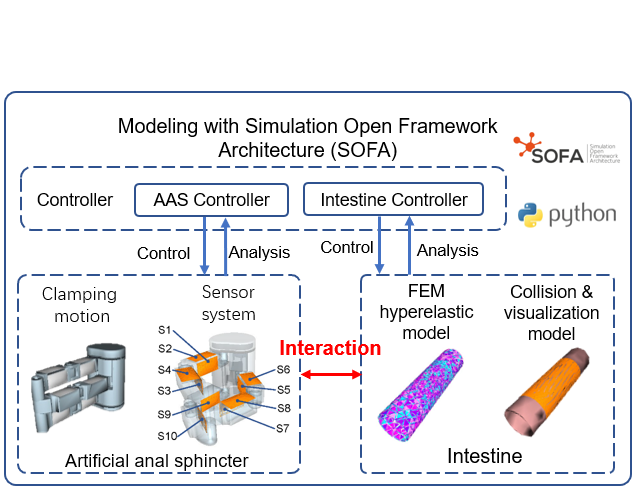 Modeling with Simulation Open Framework
Architecture (SOFA)
SOFA
Simulation
Open
Framework
Architecture
Controller
AAS Controller
Intestine Controller
python
Control
Analysis
Control
Analysis
Clamping
motion
Sensor
system
S1
S2
S4
S3
S9
S10
S6
S5
S8
S7
Artificial anal sphincter
Interaction
FEM
hyperelastic
model
Collision &
visualization
model
Intestine